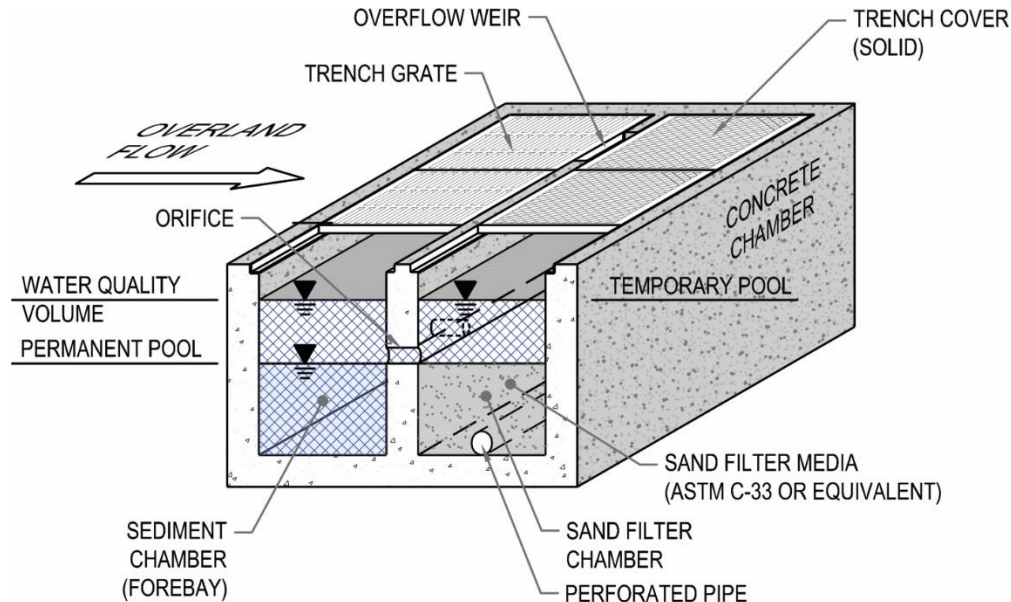 OVERFLOW WEIR
TRENCH COVER
(SOLID)
TRENCH GRATE
OVERLAND
FLOW
CONCRETE
CHAMBER
ORIFICE
WATER QUALITY
VOLUME
TEMPORARY POOL
PERMANENT POOL
SAND FILTER MEDIA
(ASTM C-33 OR EQUIVALENT)
SEDIMENT
CHAMBER
(FOREBAY)
SAND FILTER
CHAMBER
PERFORATED PIPE